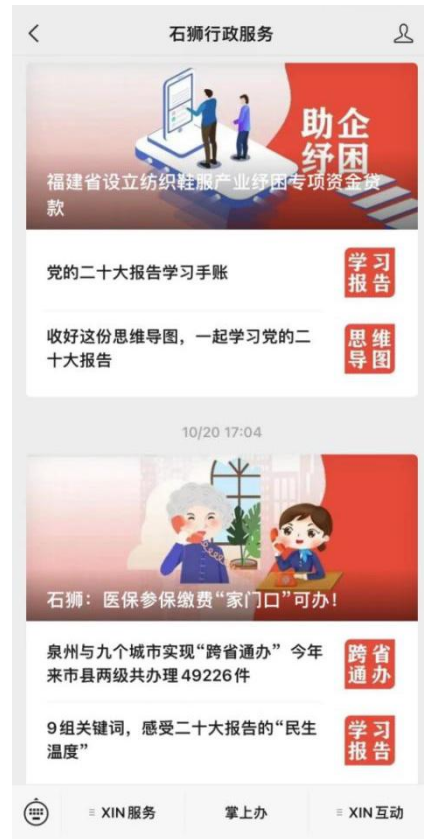 石狮行政服务
助企
纾困
福建省设立纺织鞋服产业纾困专项资金贷
款
党的二十大报告学习手账
学习
报告
收好这份思维导图，一起学习党的二
十大报告
思维
导图
10/20 17:04
石狮：医保参保缴费“家门口”可办！
泉州与九个城市实现“跨省通办” 今年
来市县两级共办理49226件
跨省
通办
9组关键词，感受二十大报告的“民生
温度”
学习
报告
≡ XIN服务
掌上办
≡ XIN互动